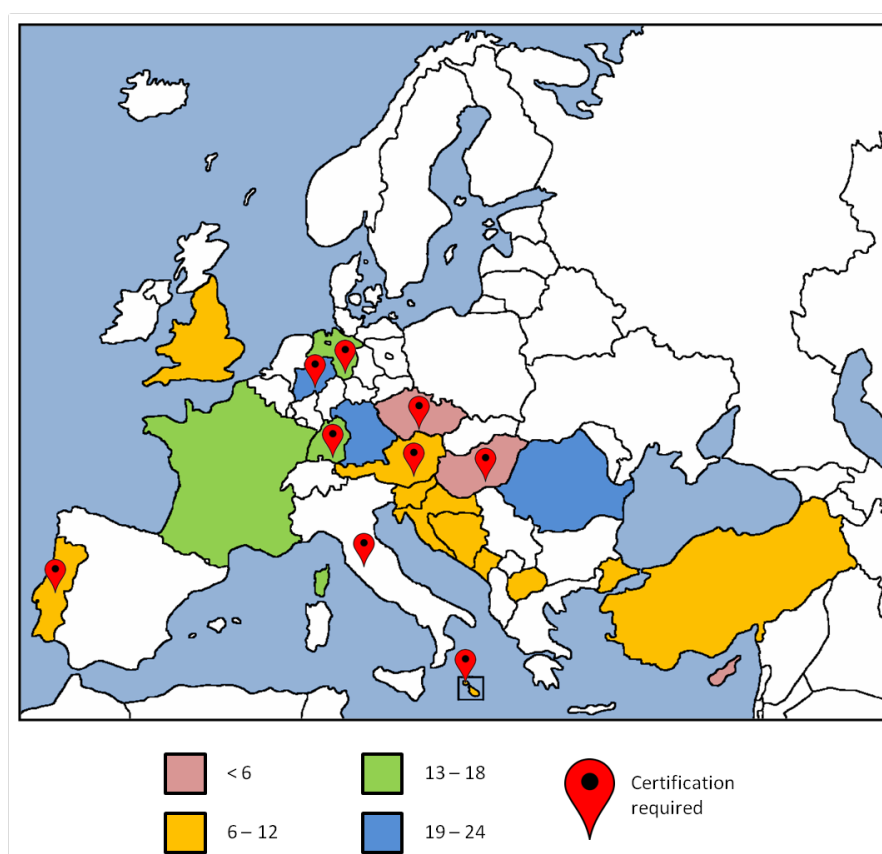 < 6
13 – 18
Certification
required
6 – 12
19 – 24